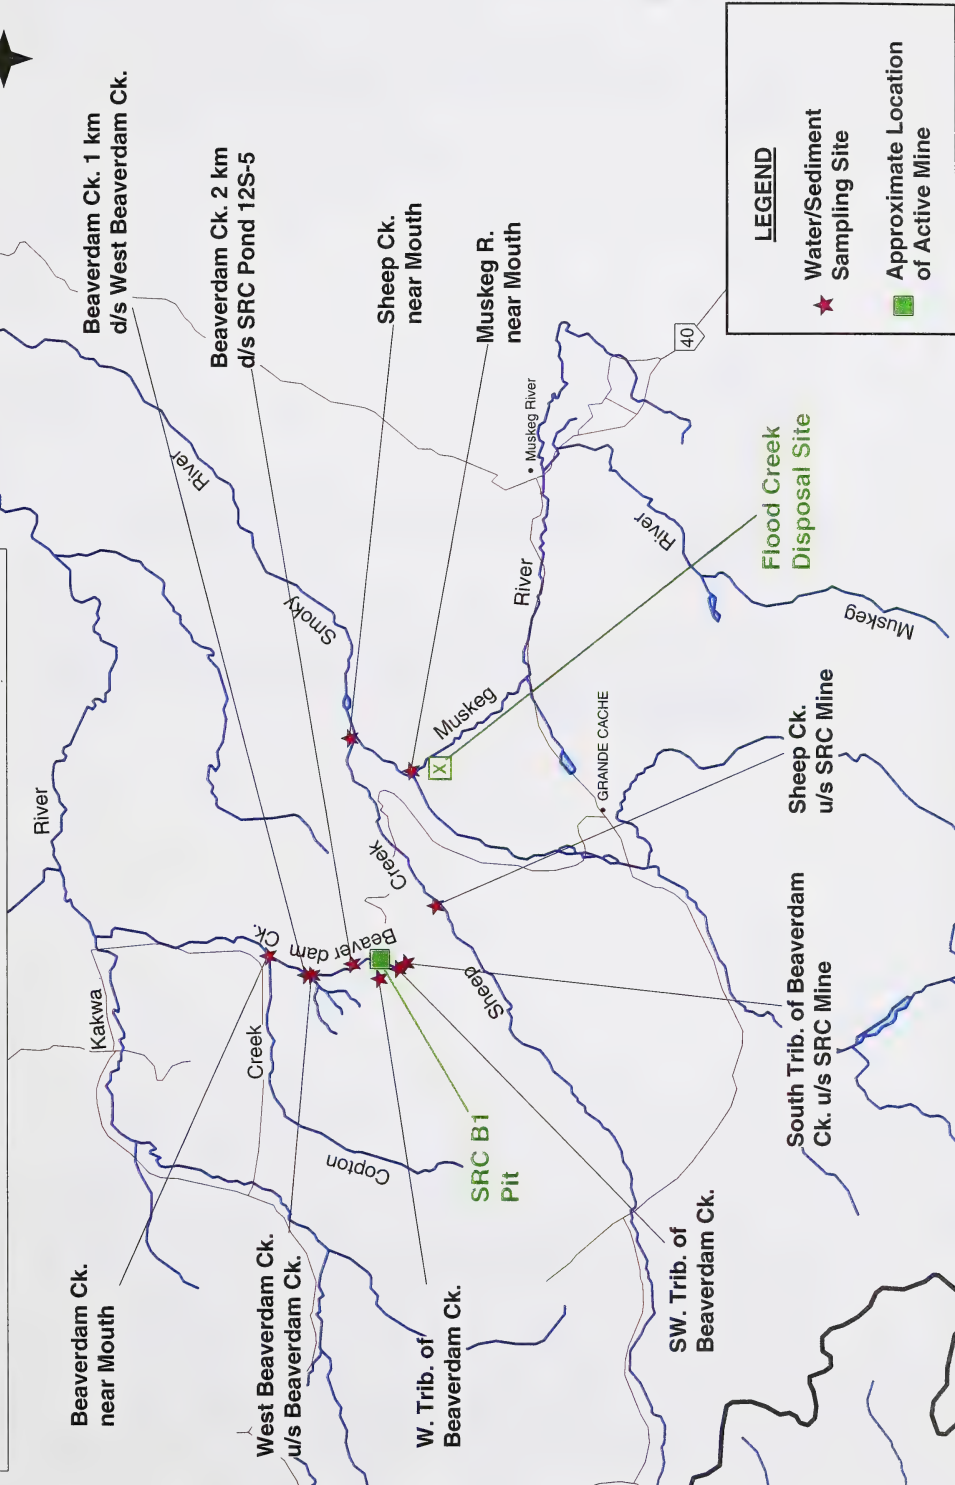 Beaverdam Ck.
near Mouth
West Beaverdam Ck.
u/s Beaverdam Ck.
W. Trib. of
Beaverdam Ck.
SW. Trib. of
Beaverdam Ck.
South Trib. of Beaverdam
Ck. u/s SRC Mine
Sheep Ck.
u/s SRC Mine
Beaverdam Ck. 1 km
d/s West Beaverdam Ck.
Beaverdam Ck. 2 km
d/s SRC Pond 12S-5
Sheep Ck.
near Mouth
Muskeg R.
near Mouth
SRC B1
Pit
Flood Creek
Disposal Site
Kakwa
River
Copton
Creek
Beaver dam
Ck.
Sheep
Creek
Smoky
River
Muskeg
River
X
GRANDE CACHE
Muskeg River
Muskeg
River
40
LEGEND
Water/Sediment
Sampling Site
Approximate Location
of Active Mine